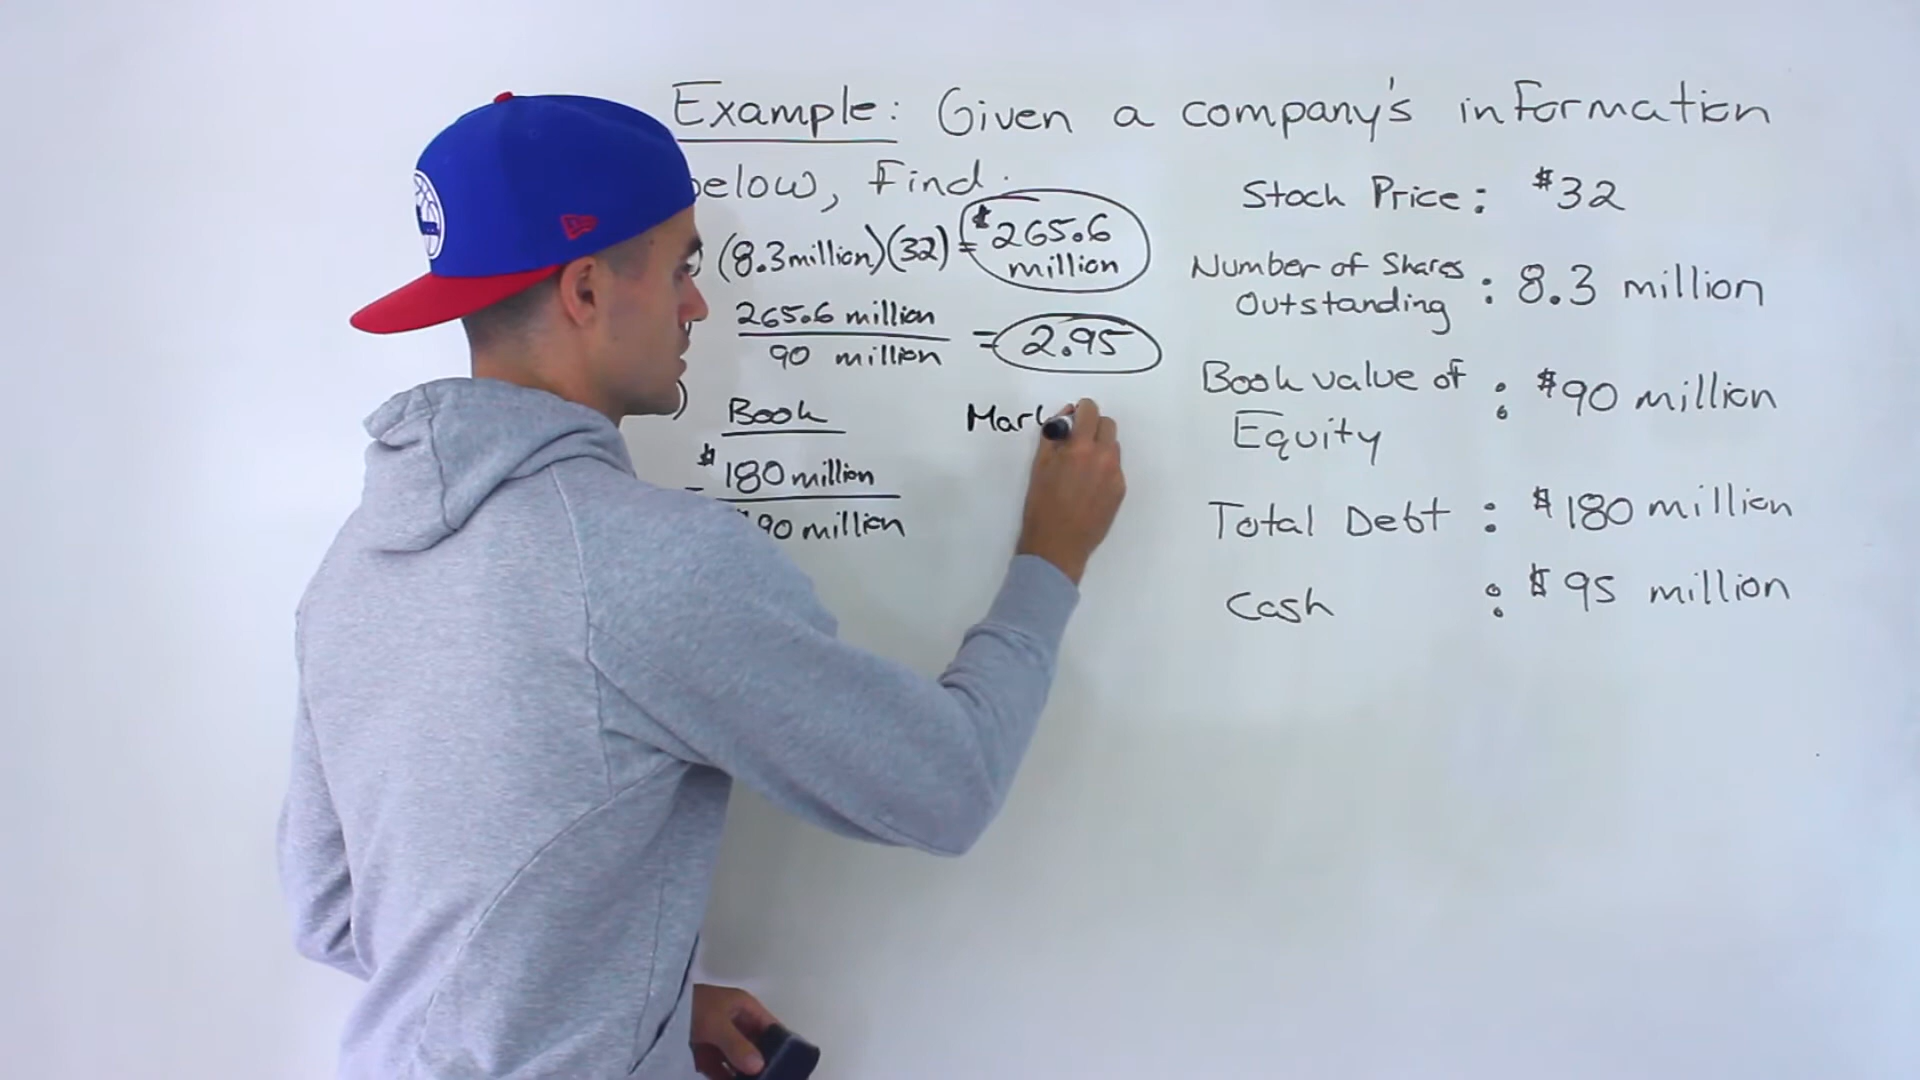 Example: Given a company's information
below, Find:
(8.3 million)(32) = $265.6
million
265.6 million
90 million
= 2.95
)
Book
$180 million
$90 million
Mark
Stock Price: $32
Number of Shares
Outstanding : 8.3 million
Book value of
Equity : $90 million
Total Debt : $180 million
Cash : $95 million